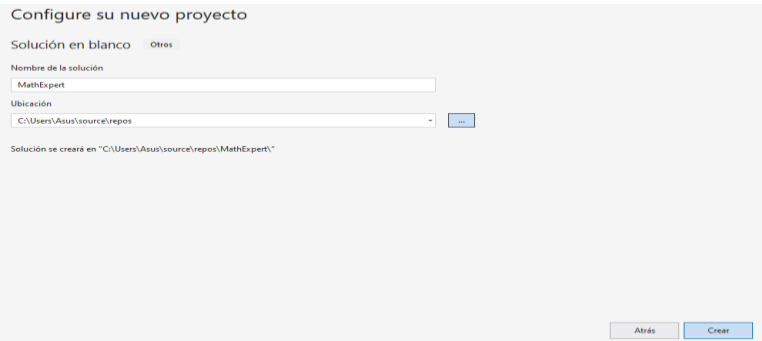 Configure su nuevo proyecto
Solución en blanco Otros
Nombre de la solución
MathExpert
Ubicación
C:\Users\Asus\source\repos
...
Solución se creará en "C:\Users\Asus\source\repos\MathExpert\"
Atrás Crear